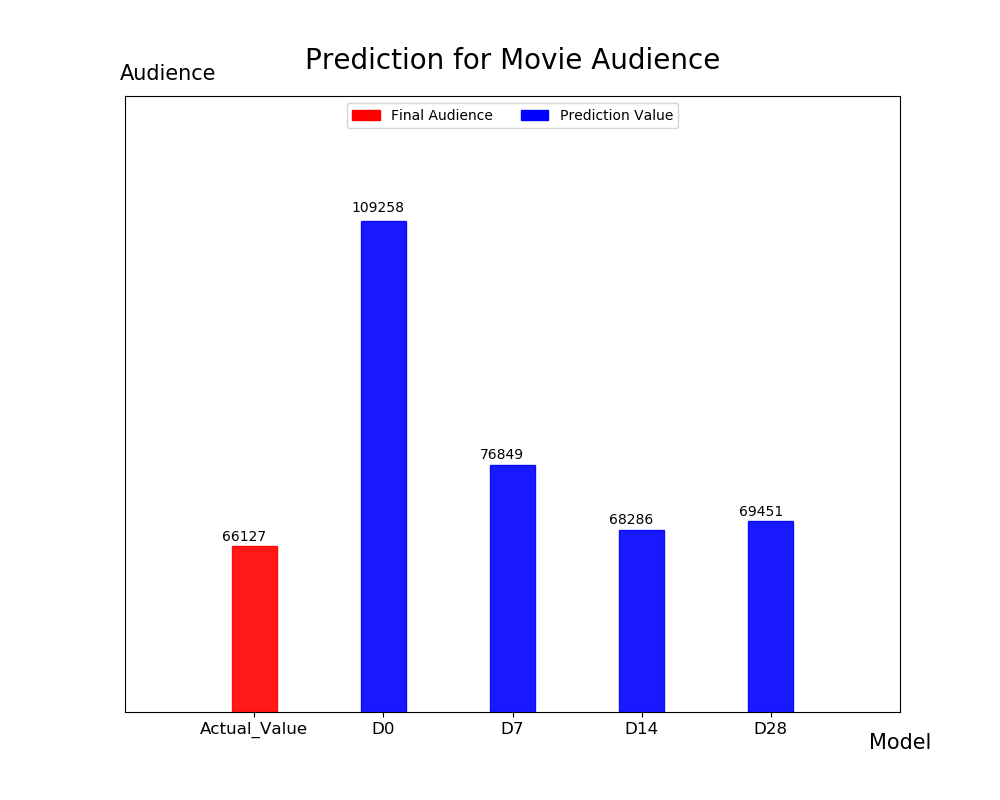 Prediction for Movie Audience
Audience
Final Audience
Prediction Value
109258
76849
69451
68286
66127
Actual_Value
D0
D7
D14
D28
Model